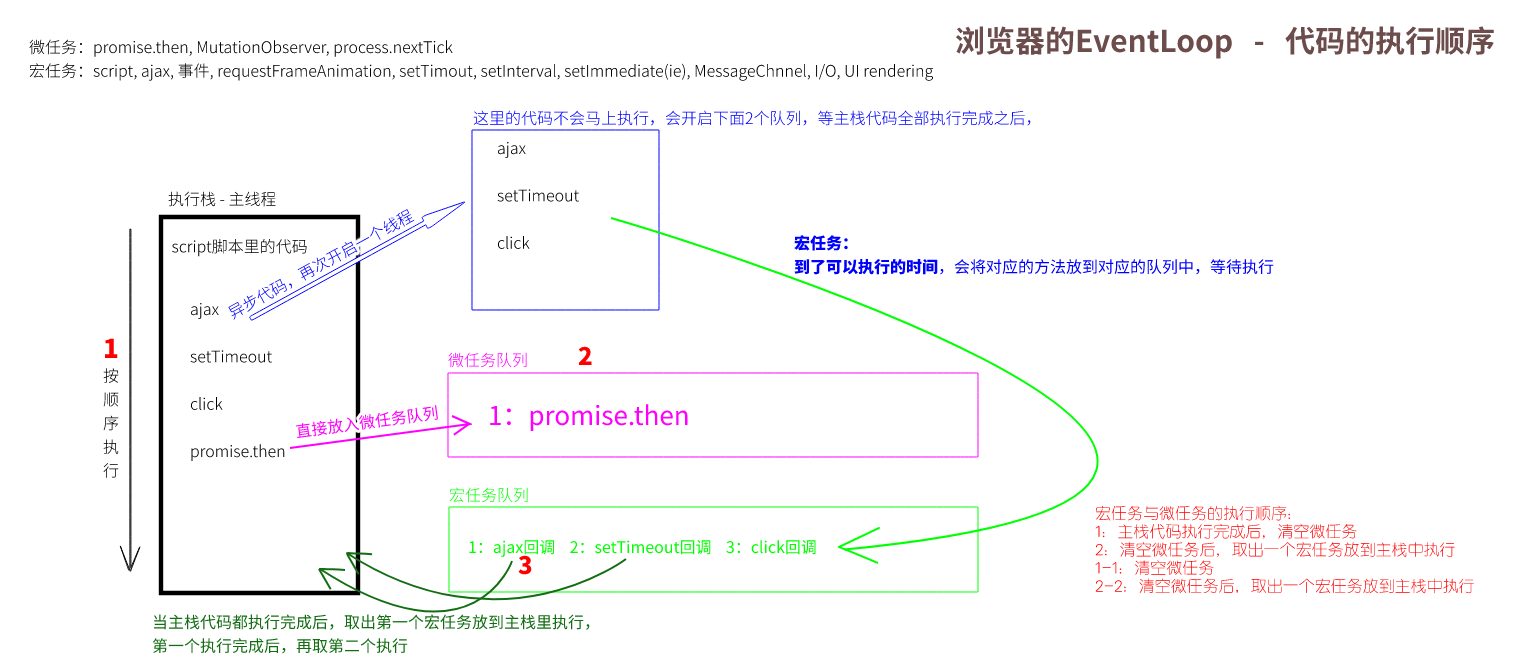 浏览器的EventLoop - 代码的执行顺序
微任务：promise.then, MutationObserver, process.nextTick
宏任务：script, ajax, 事件, requestFrameAnimation, setTimout, setInterval, setImmediate(ie), MessageChnnel, I/O, UI rendering
这里的代码不会马上执行，会开启下面2个队列，等主栈代码全部执行完成之后，
ajax
setTimeout
click
执行栈 - 主线程
script脚本里的代码
ajax
setTimeout
click
promise.then
异步代码，再次开启一个线程
1
按顺序执行
宏任务：
到了可以执行的时间，会将对应的方法放到对应的队列中，等待执行
微任务队列
2
1：promise.then
直接放入微任务队列
宏任务队列
1：ajax回调 2：setTimeout回调 3：click回调
3
宏任务与微任务的执行顺序：
1：主栈代码执行完成后，清空微任务
2：清空微任务后，取出一个宏任务放到主栈中执行
1-1：清空微任务
2-2：清空微任务后，取出一个宏任务放到主栈中执行
当主栈代码都执行完成后，取出第一个宏任务放到主栈里执行，
第一个执行完成后，再取第二个执行